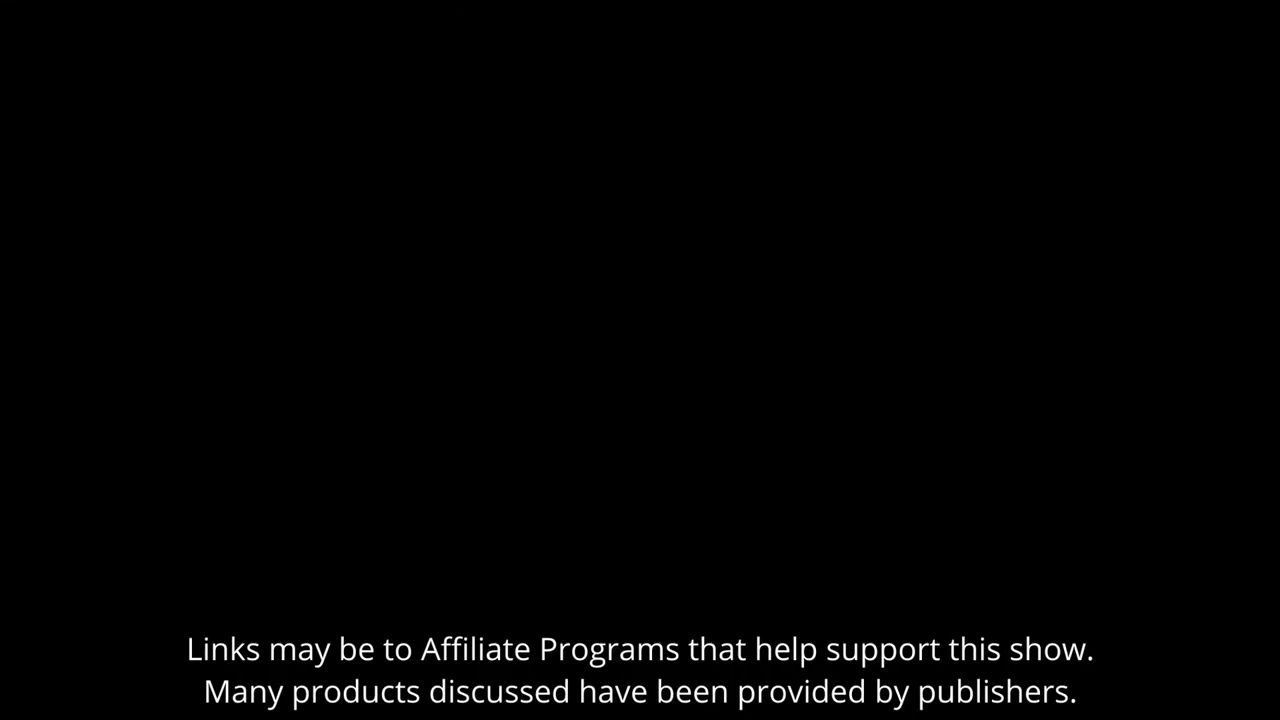 Links may be to Affiliate Programs that help support this show.
Many products discussed have been provided by publishers.